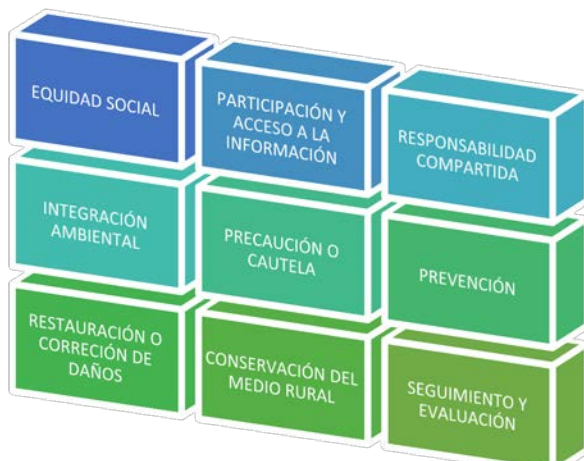 EQUIDAD SOCIAL
PARTICIPACIÓN Y
ACCESO A LA
INFORMACIÓN
RESPONSABILIDAD
COMPARTIDA
INTEGRACIÓN
AMBIENTAL
PRECAUCIÓN O
CAUTELA
PREVENCIÓN
RESTAURACIÓN O
CORRECIÓN DE
DAÑOS
CONSERVACIÓN DEL
MEDIO RURAL
SEGUIMIENTO Y
EVALUACIÓN